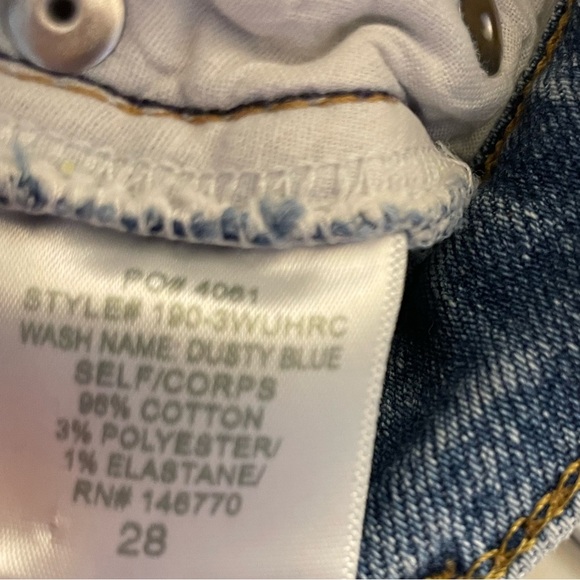 PO# 4061
STYLE# 190-3WUHRC
WASH NAME: DUSTY BLUE
SELF/CORPS
96% COTTON
3% POLYESTER/
1% ELASTANE/
RN# 146770
28